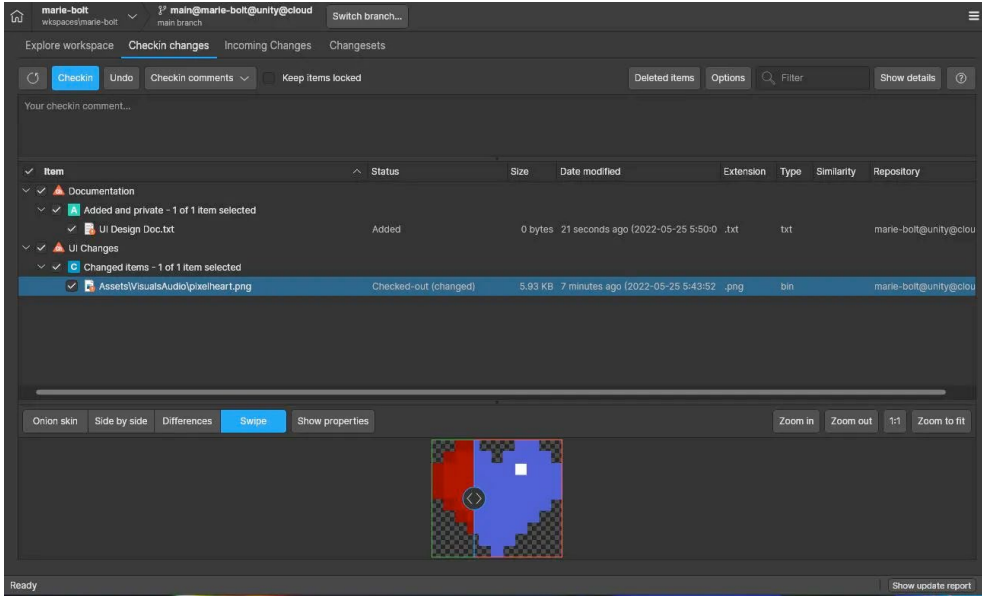 marie-bolt
wkspaces\marie-bolt
main@marie-bolt@unity@cloud
main branch
Switch branch...
Explore workspace Checkin changes Incoming Changes Changesets
Checkin Undo Checkin comments Keep items locked Deleted items Options Filter Show details
Your checkin comment...
Item Status Size Date modified Extension Type Similarity Repository
Documentation
A Added and private - 1 of 1 item selected
UI Design Doc.txt Added 0 bytes 21 seconds ago (2022-05-25 5:50:0 .txt txt marie-bolt@unity@clou
UI Changes
C Changed items - 1 of 1 item selected
Assets\VisualsAudio\pixelheart.png Checked-out (changed) 5.93 KB 7 minutes ago (2022-05-25 5:43:52 .png bin marie-bolt@unity@clou
Onion skin Side by side Differences Swipe Show properties Zoom in Zoom out 1:1 Zoom to fit
Ready Show update report